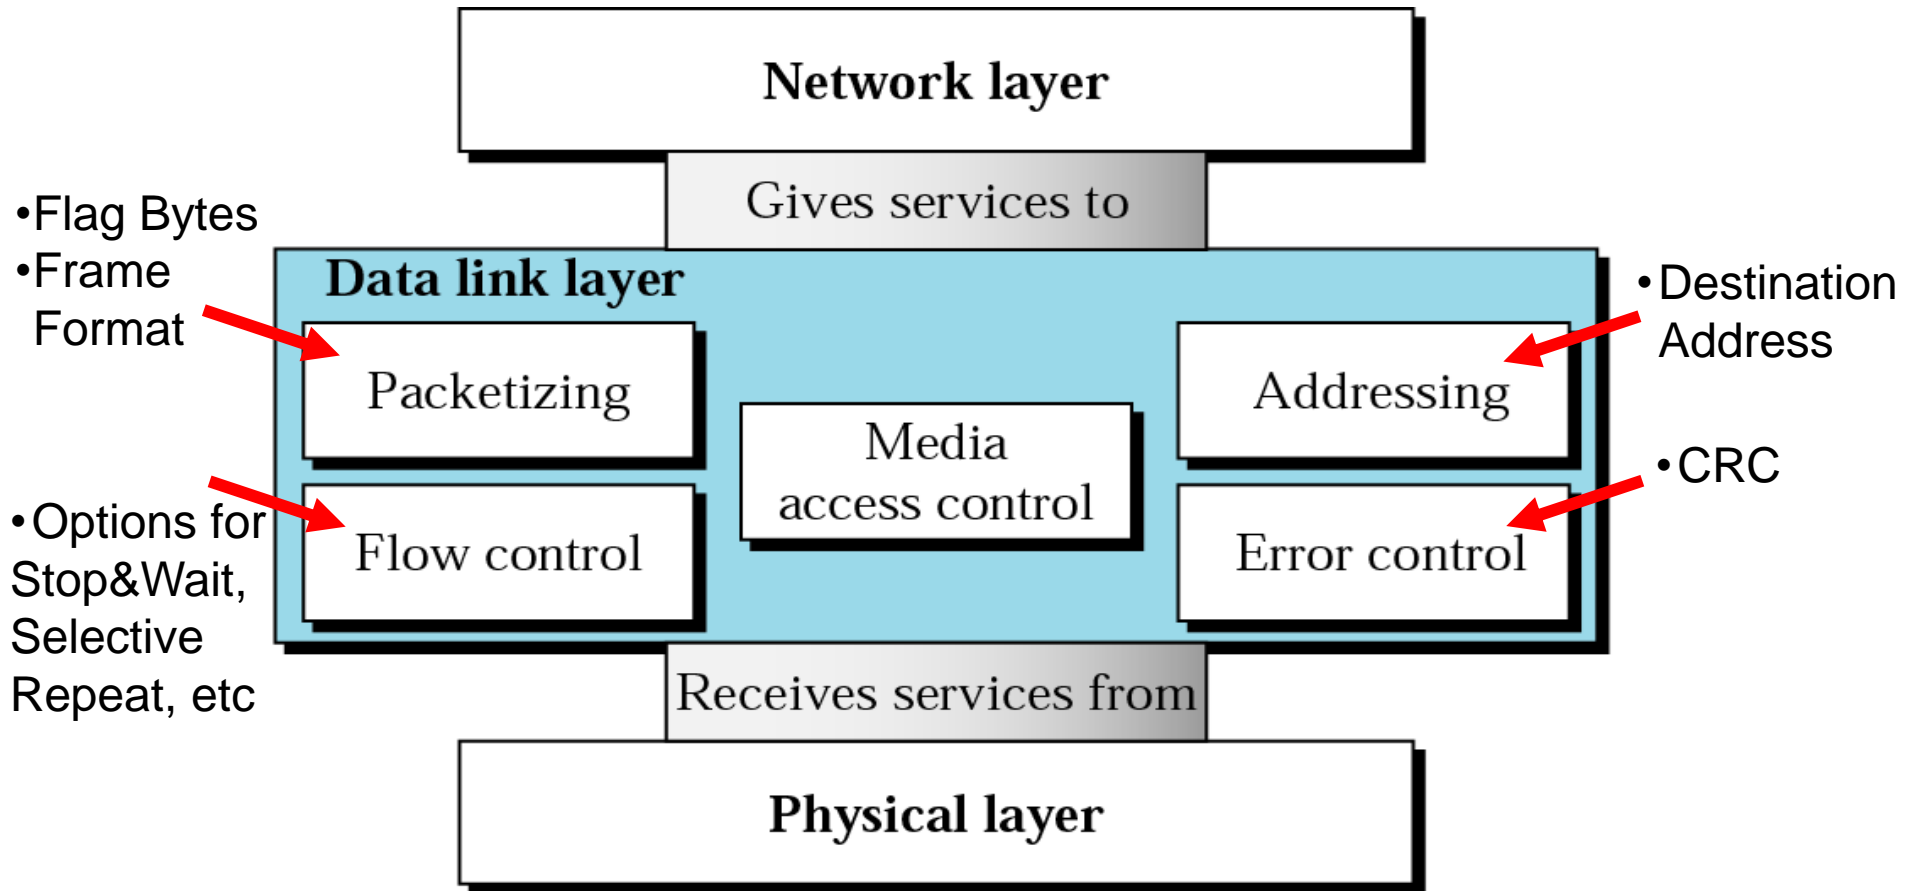 Network layer
Gives services to
•Flag Bytes
•Frame
Format
Data link layer
•Destination
Address
Packetizing
Addressing
Media
access control
•CRC
•Options for
Stop&Wait,
Selective
Repeat, etc
Flow control
Error control
Receives services from
Physical layer